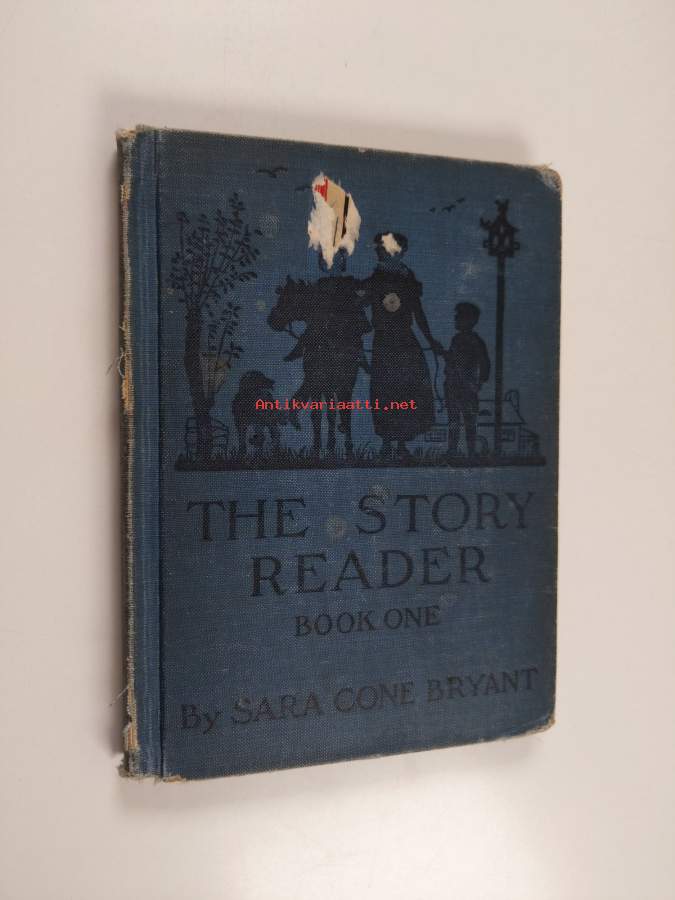 Antikvariaatti.net
THE STORY
READER
BOOK ONE
By SARA CONE BRYANT